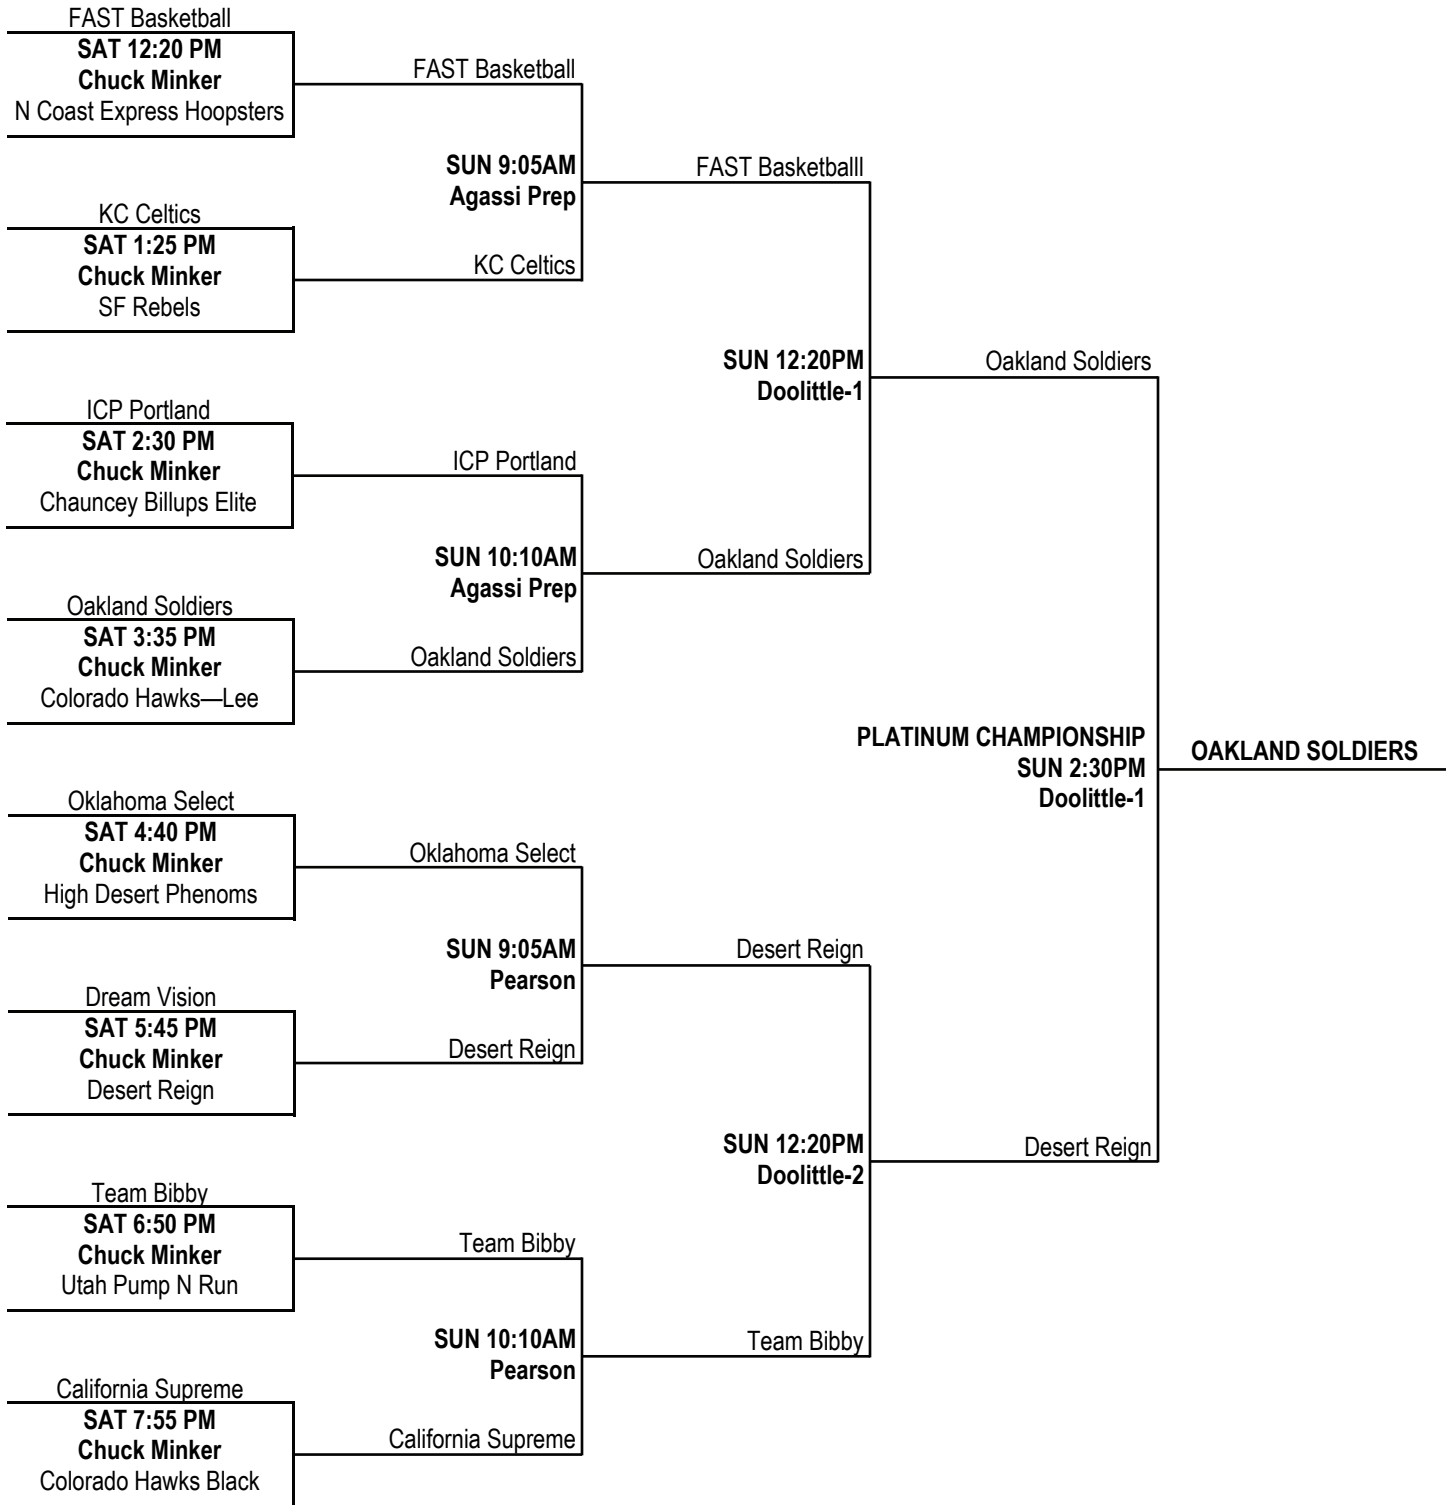 FAST Basketball
SAT 12:20 PM
Chuck Minker
N Coast Express Hoopsters
KC Celtics
SAT 1:25 PM
Chuck Minker
SF Rebels
ICP Portland
SAT 2:30 PM
Chuck Minker
Chauncey Billups Elite
Oakland Soldiers
SAT 3:35 PM
Chuck Minker
Colorado Hawks—Lee
Oklahoma Select
SAT 4:40 PM
Chuck Minker
High Desert Phenoms
Dream Vision
SAT 5:45 PM
Chuck Minker
Desert Reign
Team Bibby
SAT 6:50 PM
Chuck Minker
Utah Pump N Run
California Supreme
SAT 7:55 PM
Chuck Minker
Colorado Hawks Black
FAST Basketball
SUN 9:05AM
Agassi Prep
KC Celtics
ICP Portland
SUN 10:10AM
Agassi Prep
Oakland Soldiers
Oklahoma Select
SUN 9:05AM
Pearson
Desert Reign
Team Bibby
SUN 10:10AM
Pearson
California Supreme
FAST Basketballl
SUN 12:20PM
Doolittle-1
Oakland Soldiers
Desert Reign
SUN 12:20PM
Doolittle-2
Team Bibby
Oakland Soldiers
PLATINUM CHAMPIONSHIP
SUN 2:30PM
Doolittle-1
Desert Reign
OAKLAND SOLDIERS